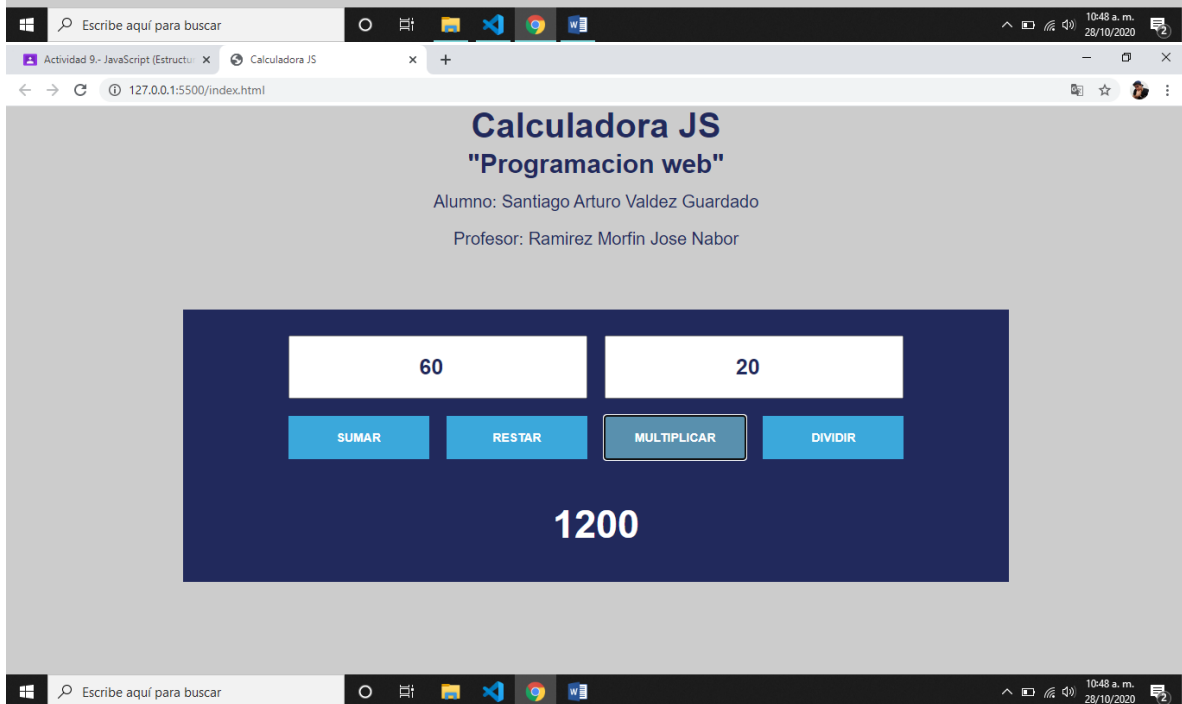 Escribe aquí para buscar
10:48 a. m.
28/10/2020
2
Actividad 9.- JavaScript (Estructu
Calculadora JS
127.0.0.1:5500/index.html
Calculadora JS
"Programacion web"
Alumno: Santiago Arturo Valdez Guardado
Profesor: Ramirez Morfin Jose Nabor
60 20
SUMAR RESTAR MULTIPLICAR DIVIDIR
1200
Escribe aquí para buscar
10:48 a. m.
28/10/2020
2